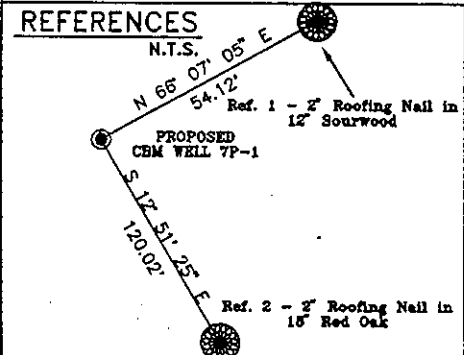 REFERENCES
N.T.S.
N 66° 07' 05" E
54.12'
Ref. 1 - 2" Roofing Nail in
12" Sourwood
PROPOSED
CBM WELL 7P-1
S 12° 51' 25" E
120.02'
Ref. 2 - 2" Roofing Nail in
15" Red Oak